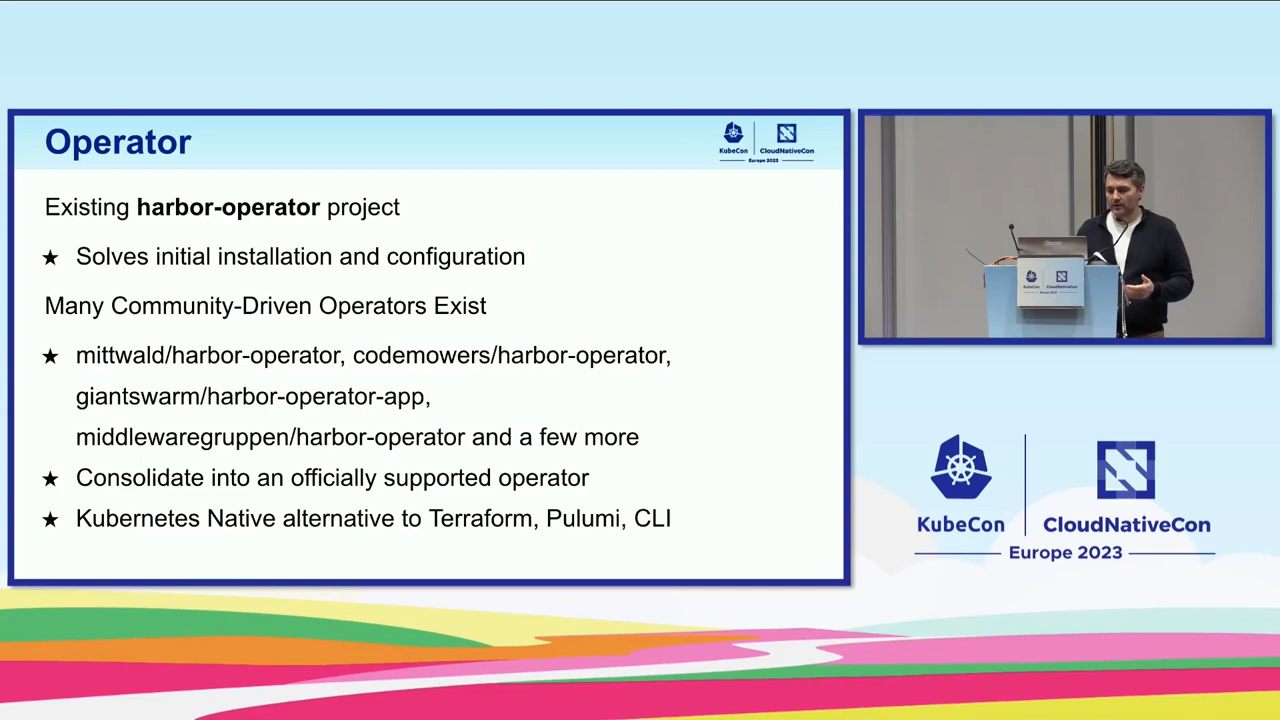 Operator
KubeCon
CloudNativeCon
Europe 2023
Existing harbor-operator project
★ Solves initial installation and configuration
Many Community-Driven Operators Exist
★ mittwald/harbor-operator, codemowers/harbor-operator,
giantswarm/harbor-operator-app,
middlewaregruppen/harbor-operator and a few more
★ Consolidate into an officially supported operator
★ Kubernetes Native alternative to Terraform, Pulumi, CLI
KubeCon
CloudNativeCon
Europe 2023